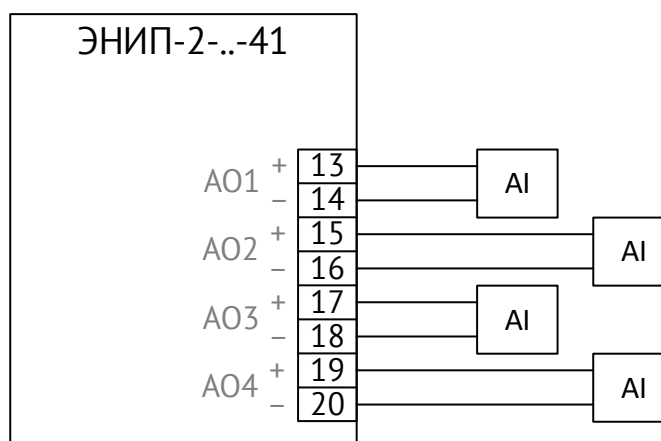 ЭНИП-2-..-41
AO1 + 13 AI
– 14
AO2 + 15 AI
– 16
AO3 + 17 AI
– 18
AO4 + 19 AI
– 20